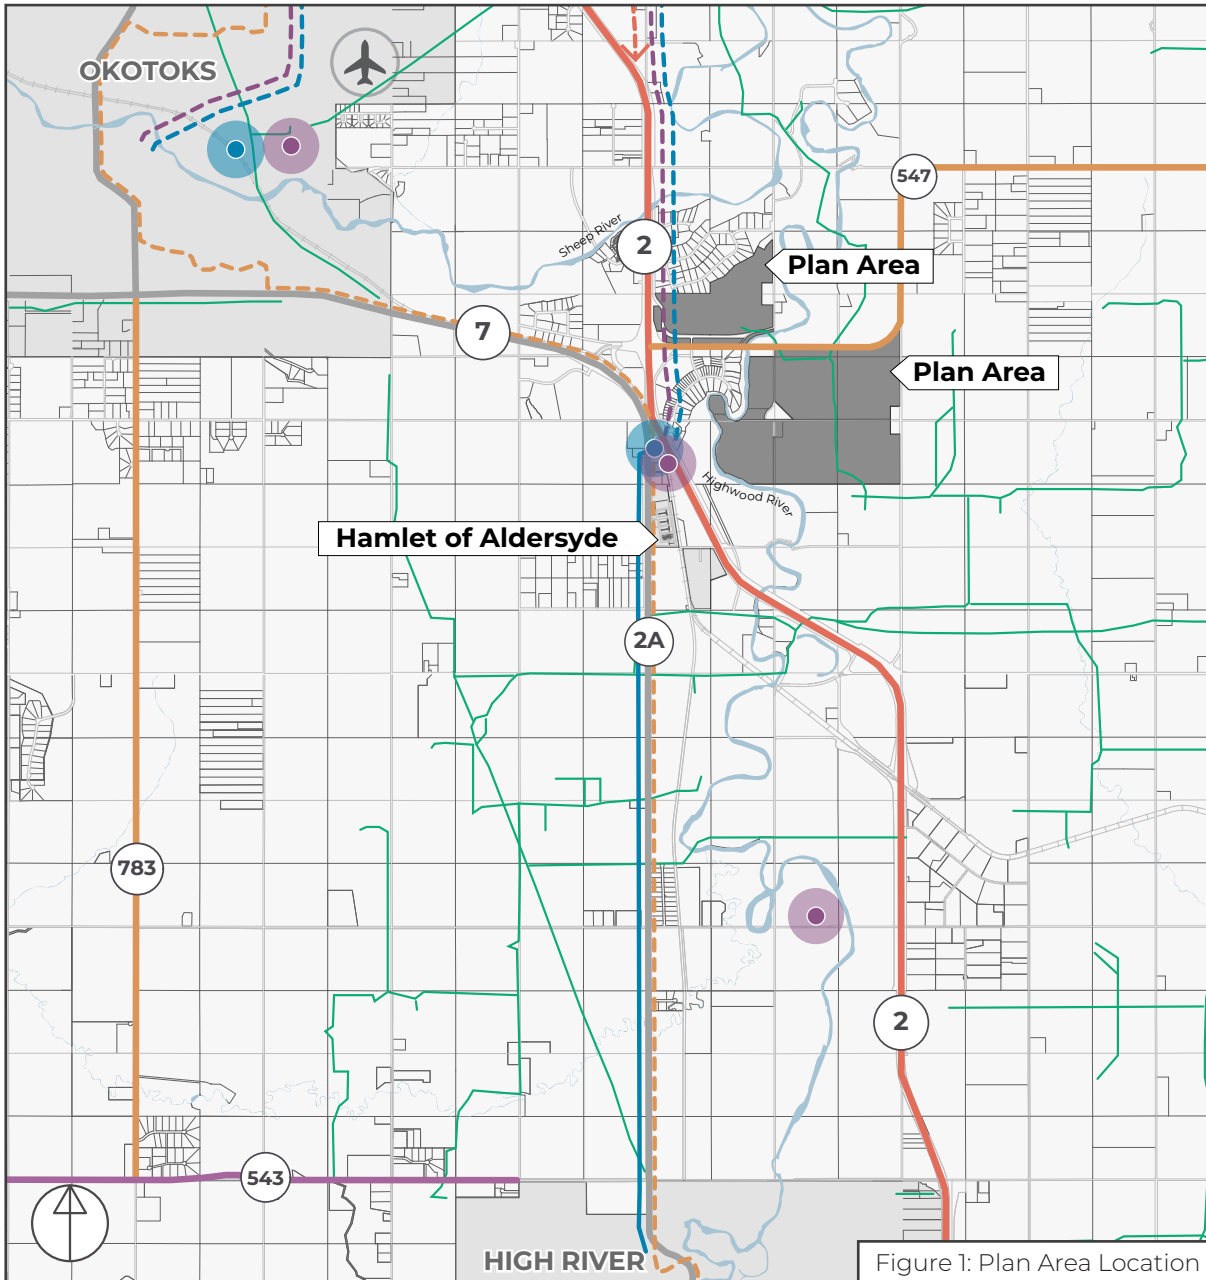 OKOTOKS
547
Sheep River
2
Plan Area
7
Plan Area
Highwood River
Hamlet of Aldersyde
2A
783
2
543
HIGH RIVER
Figure 1: Plan Area Location